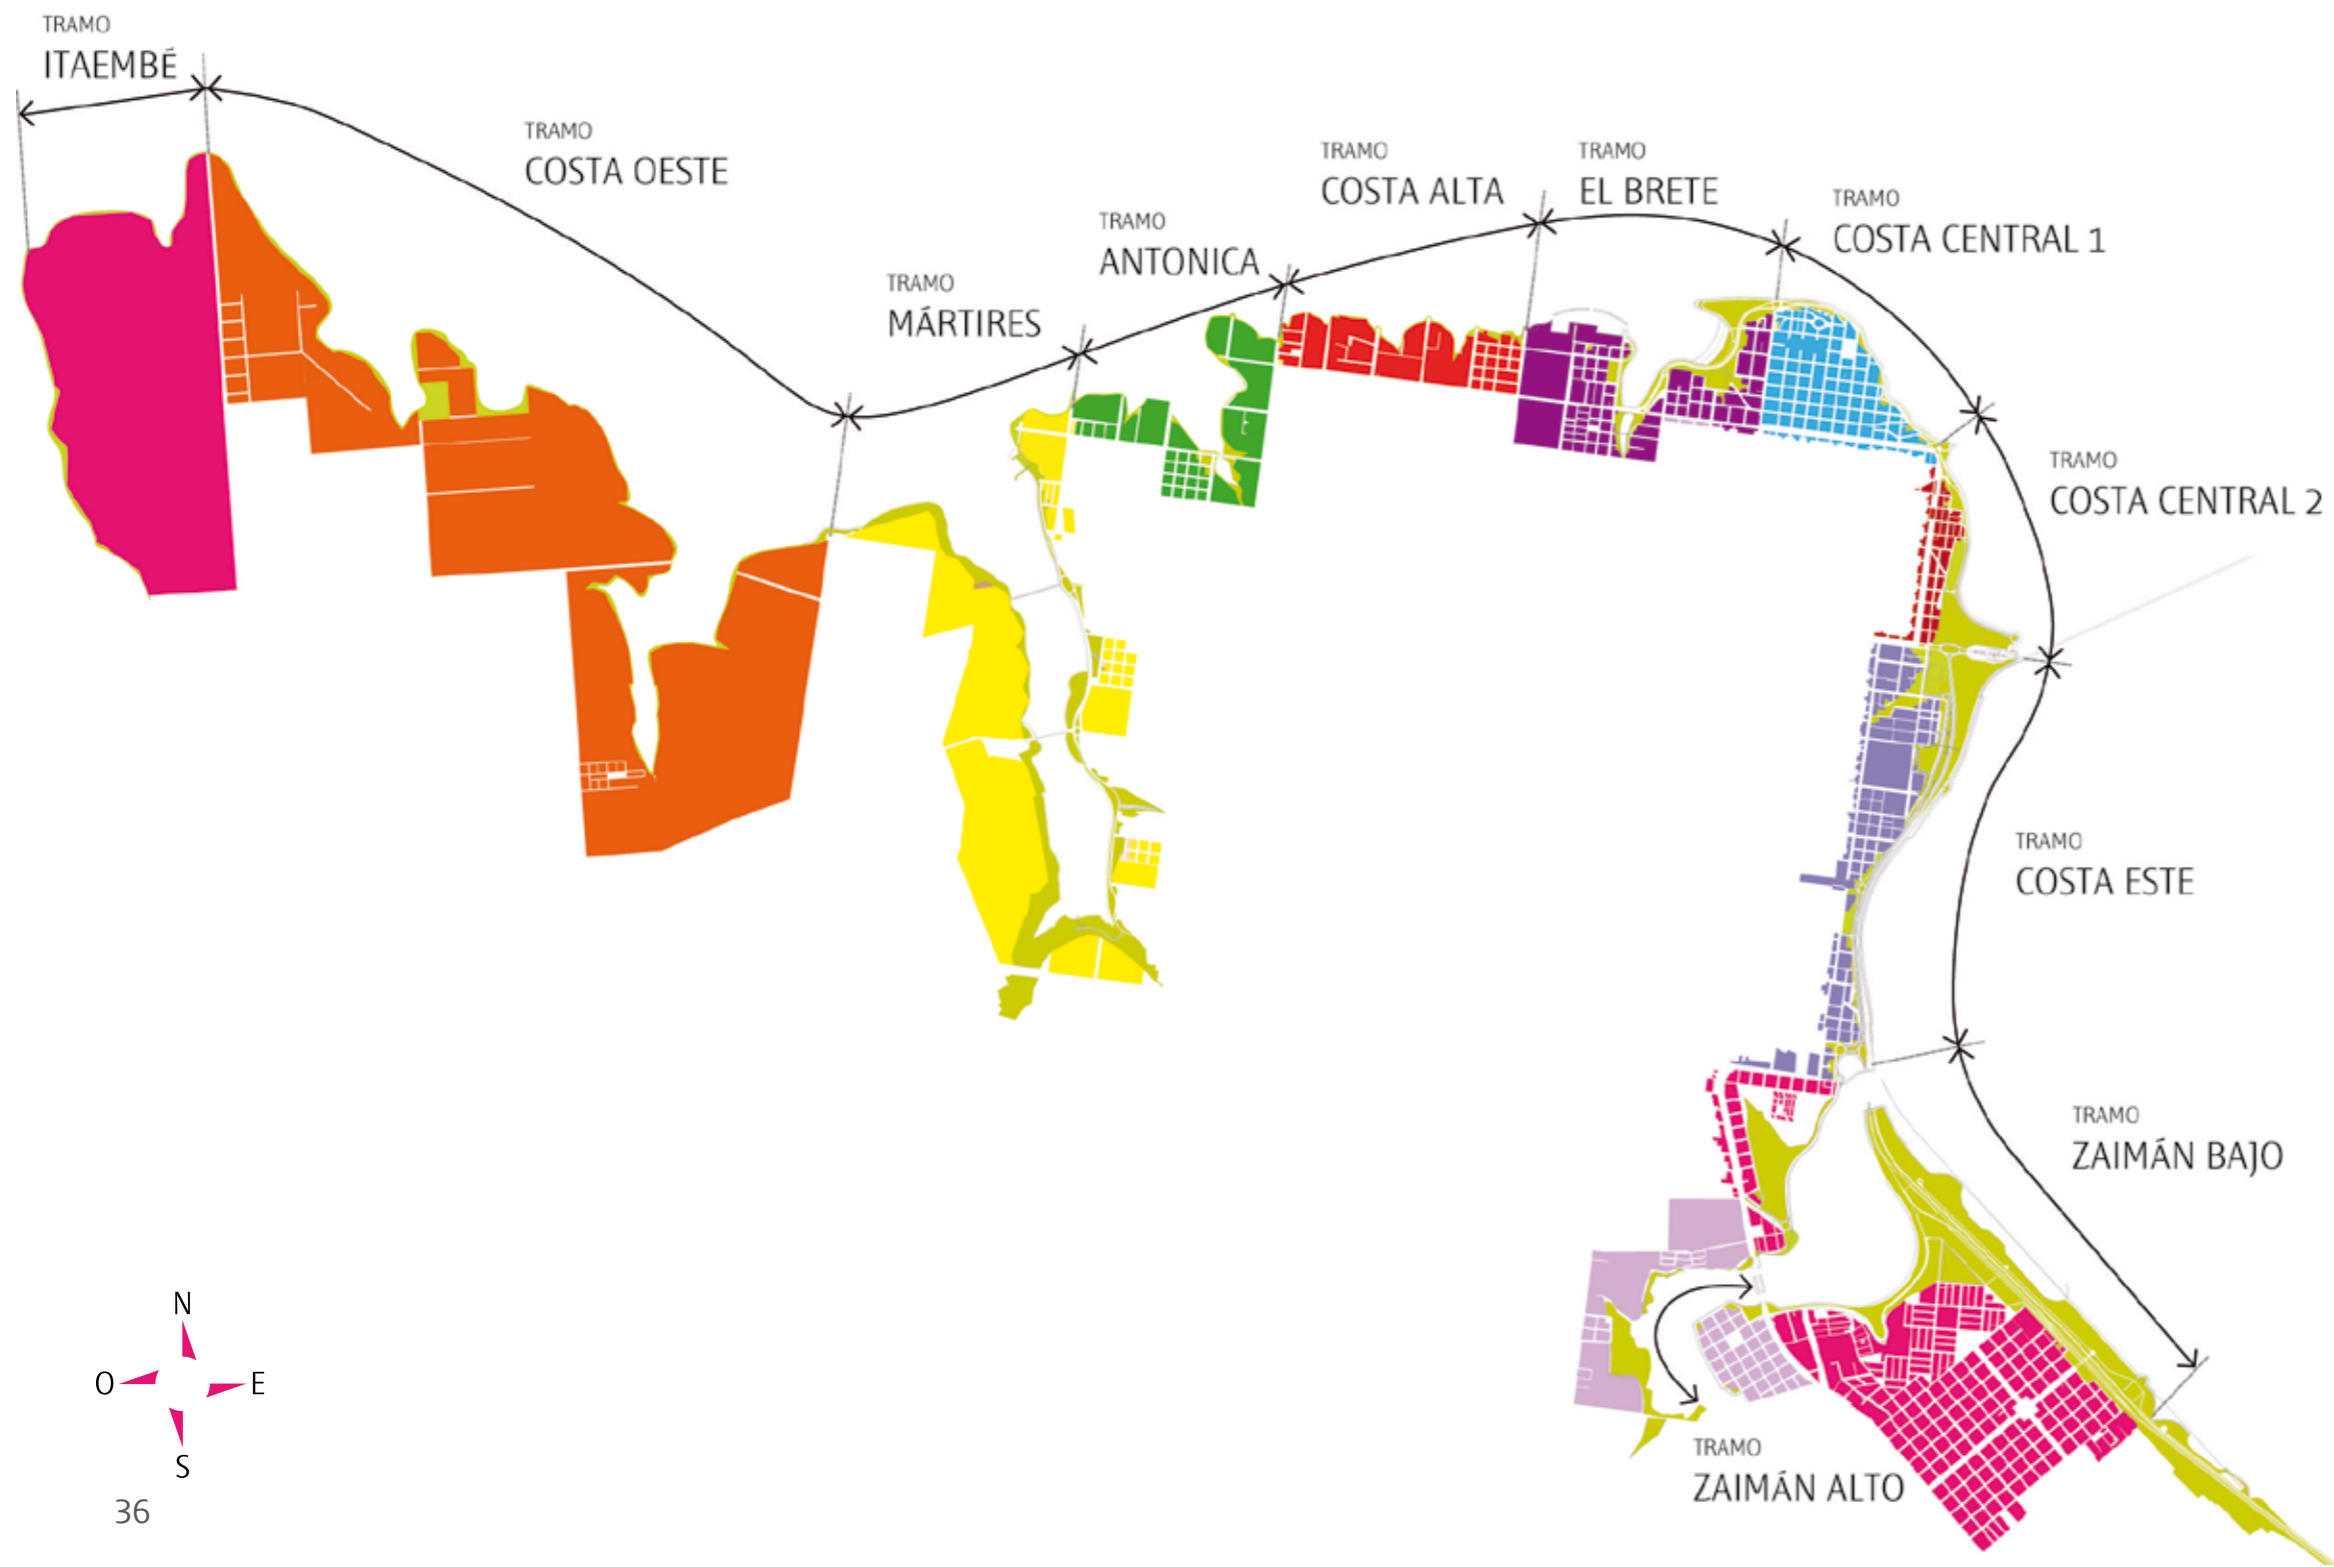 TRAMO
ITAEMBÉ
TRAMO
COSTA OESTE
TRAMO
MÁRTIRES
TRAMO
ANTONICA
TRAMO
COSTA ALTA
TRAMO
EL BRETE
TRAMO
COSTA CENTRAL 1
TRAMO
COSTA CENTRAL 2
TRAMO
COSTA ESTE
TRAMO
ZAIMÁN BAJO
TRAMO
ZAIMÁN ALTO
N
O
E
S
36